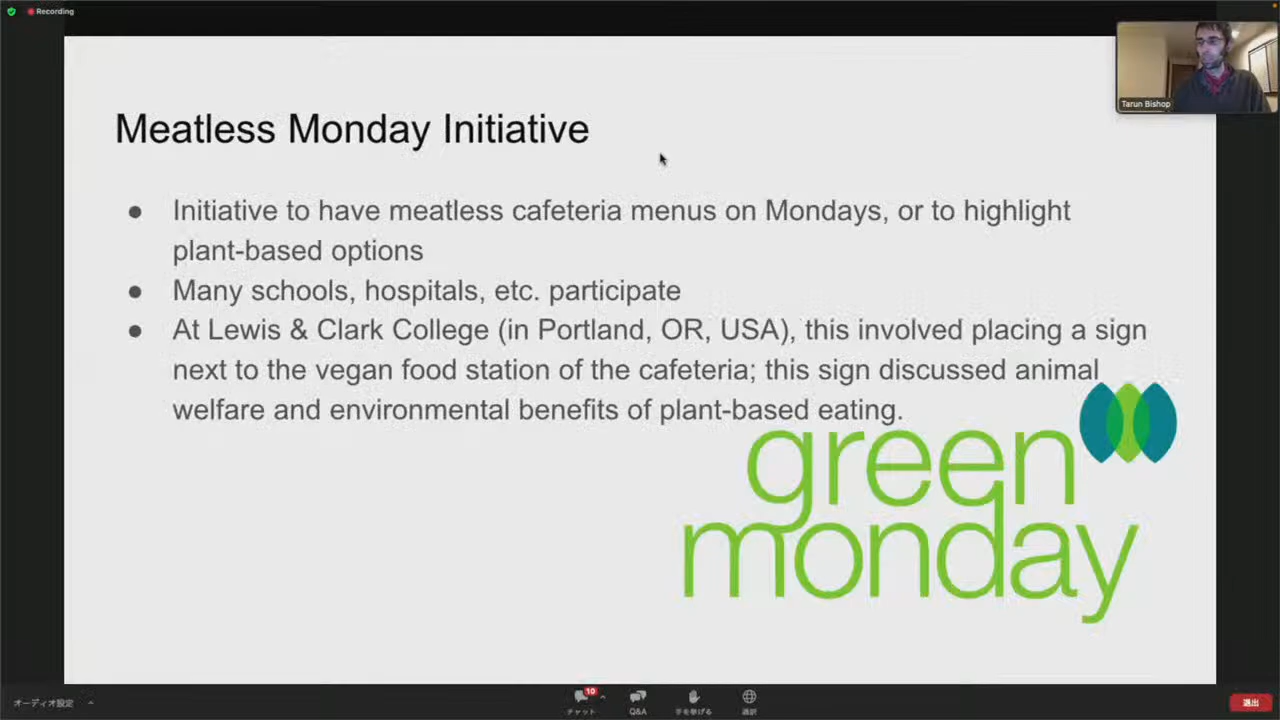 Recording
Tarun Bishop
Meatless Monday Initiative
● Initiative to have meatless cafeteria menus on Mondays, or to highlight
plant-based options
● Many schools, hospitals, etc. participate
● At Lewis & Clark College (in Portland, OR, USA), this involved placing a sign
next to the vegan food station of the cafeteria; this sign discussed animal
welfare and environmental benefits of plant-based eating.
green
monday
オーディオ設定
10
チャット
Q&A
手を挙げる
通訳
退出